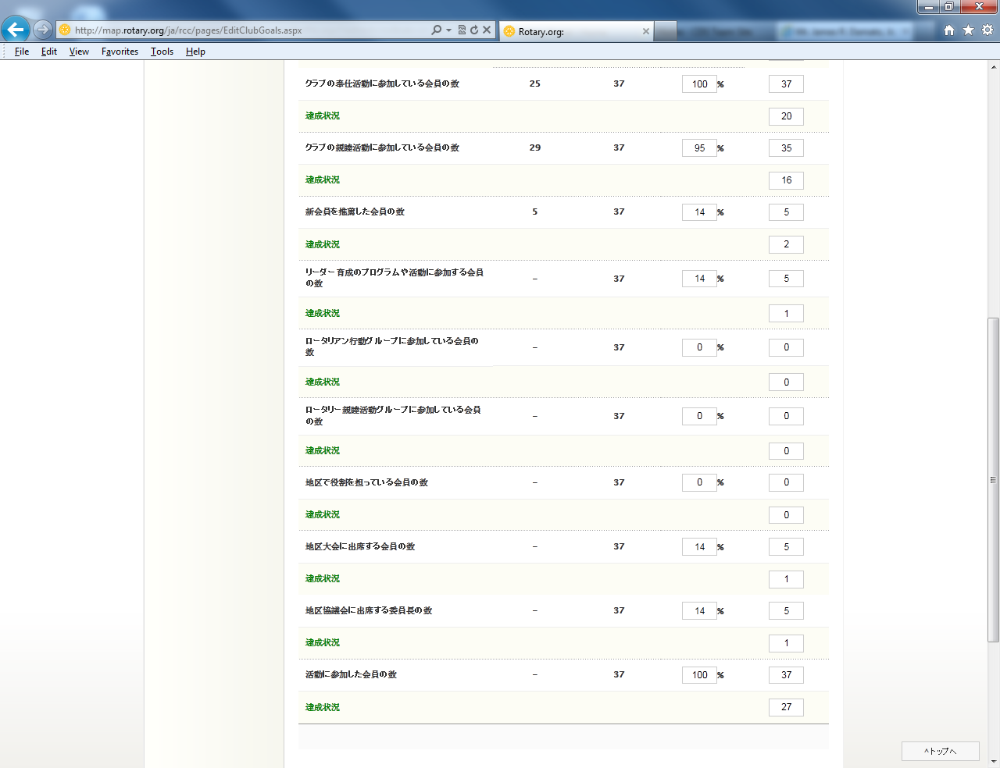 http://map.rotary.org/ja/rcc/pages/EditClubGoals.aspx
Rotary.org:
File Edit View Favorites Tools Help
クラブの奉仕活動に参加している会員の数 25 37 100 % 37
達成状況 20
クラブの親睦活動に参加している会員の数 29 37 95 % 35
達成状況 16
新会員を推薦した会員の数 5 37 14 % 5
達成状況 2
リーダー育成のプログラムや活動に参加する会員
の数 – 37 14 % 5
達成状況 1
ロータリアン行動グループに参加している会員の
数 – 37 0 % 0
達成状況 0
ロータリー親睦活動グループに参加している会員
の数 – 37 0 % 0
達成状況 0
地区で役割を担っている会員の数 – 37 0 % 0
達成状況 0
地区大会に出席する会員の数 – 37 14 % 5
達成状況 1
地区協議会に出席する委員長の数 – 37 14 % 5
達成状況 1
活動に参加した会員の数 – 37 100 % 37
達成状況 27
^トップへ